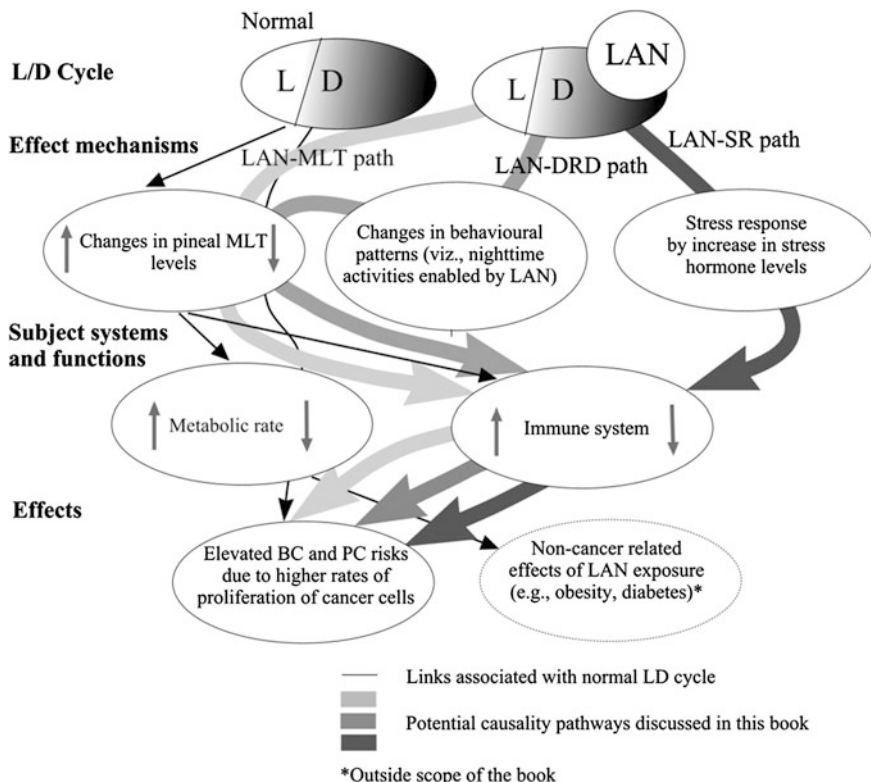 Normal
LAN
L/D Cycle
L D
L D
Effect mechanisms
LAN-MLT path
LAN-DRD path
LAN-SR path
Changes in pineal MLT
levels
Changes in behavioural
patterns (viz., nighttime
activities enabled by LAN)
Stress response
by increase in stress
hormone levels
Subject systems
and functions
Metabolic rate
Immune system
Effects
Elevated BC and PC risks
due to higher rates of
proliferation of cancer cells
Non-cancer related
effects of LAN exposure
(e.g., obesity, diabetes)*
Links associated with normal LD cycle
Potential causality pathways discussed in this book
*Outside scope of the book